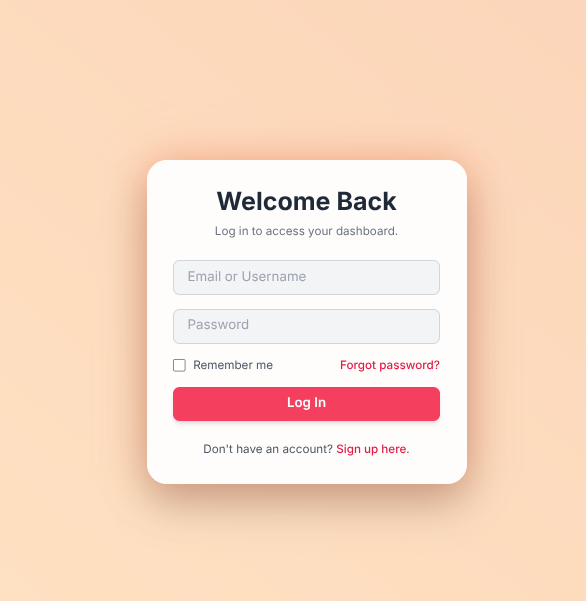 Welcome Back
Log in to access your dashboard.
Email or Username
Password
Remember me
Forgot password?
Log In
Don't have an account? Sign up here.